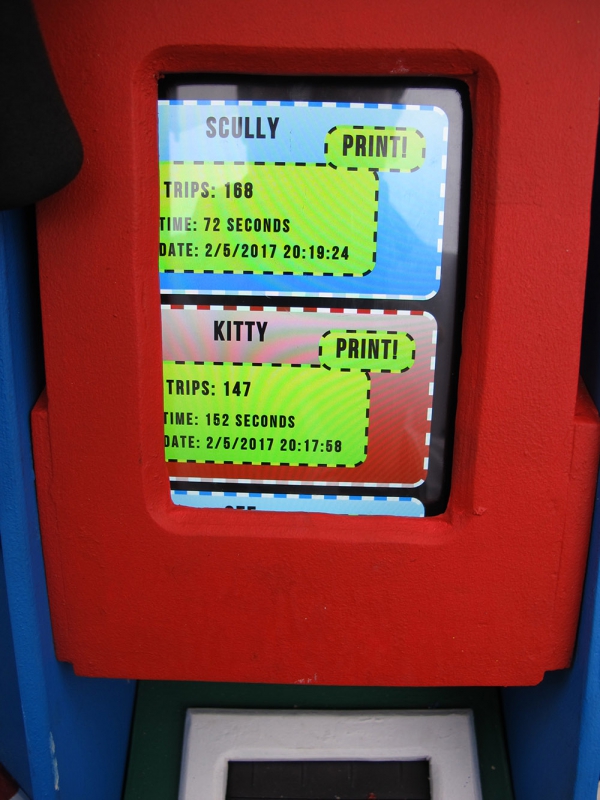 SCULLY
PRINT!
TRIPS: 168
TIME: 72 SECONDS
DATE: 2/5/2017 20:19:24
KITTY
PRINT!
TRIPS: 147
TIME: 152 SECONDS
DATE: 2/5/2017 20:17:58